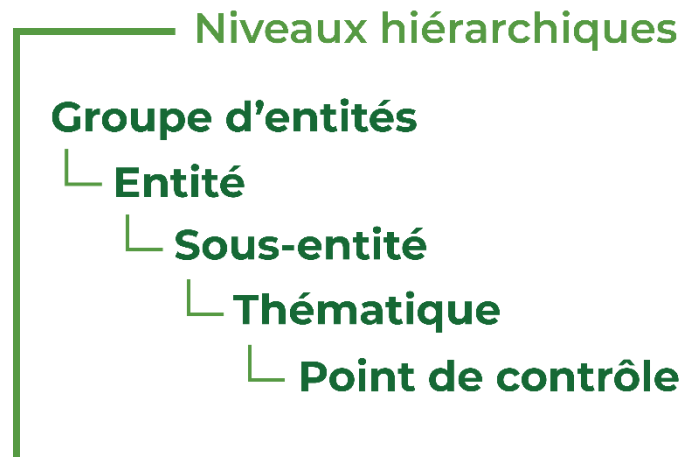 Niveaux hiérarchiques
Groupe d’entités
Entité
Sous-entité
Thématique
Point de contrôle